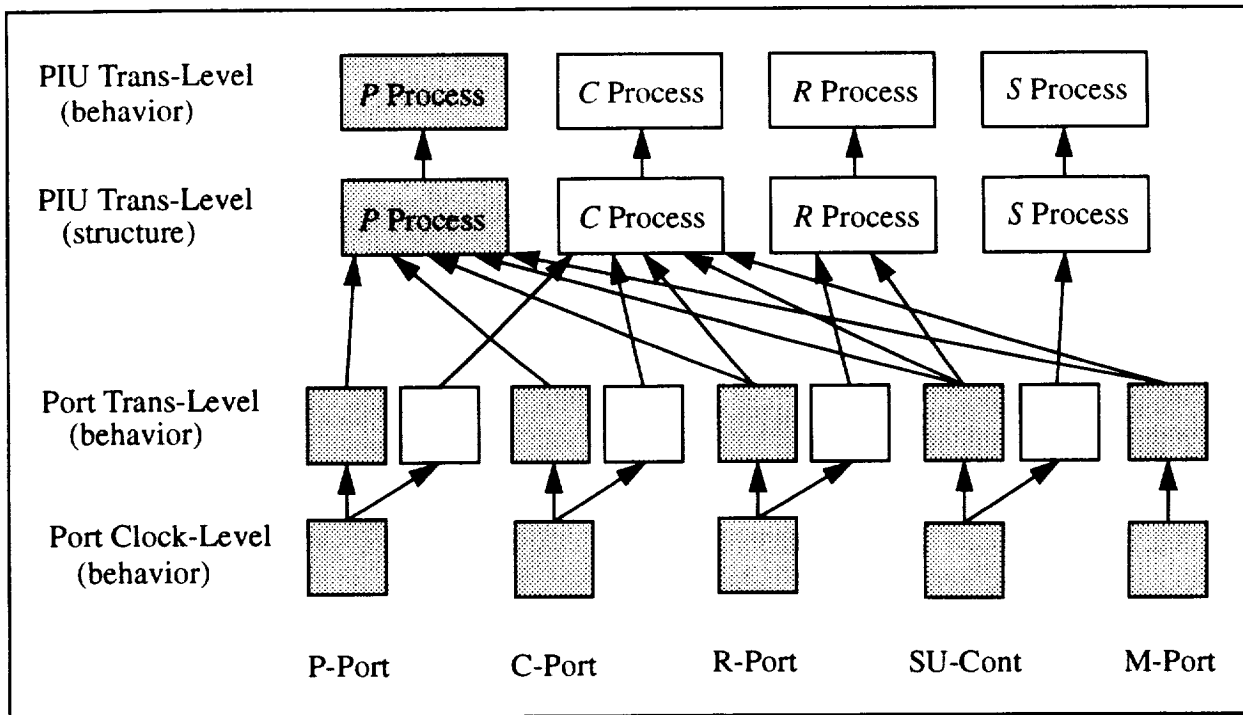 PIU Trans-Level
(behavior)
P Process
C Process
R Process
S Process
PIU Trans-Level
(structure)
P Process
C Process
R Process
S Process
Port Trans-Level
(behavior)
Port Clock-Level
(behavior)
P-Port
C-Port
R-Port
SU-Cont
M-Port